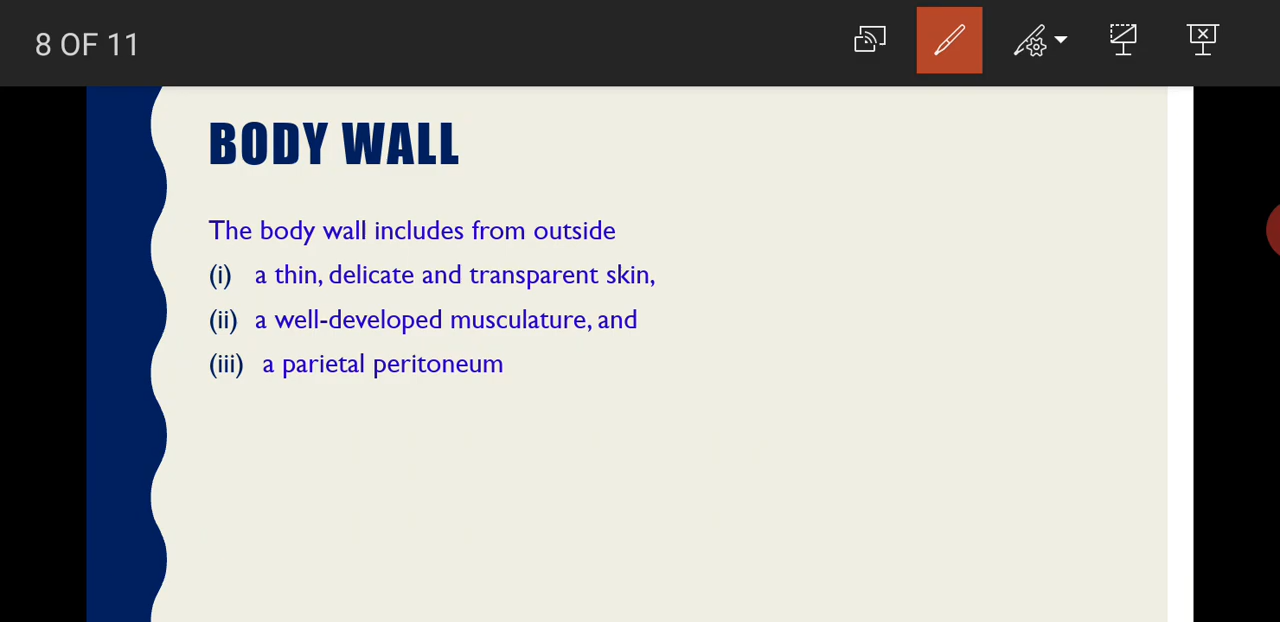 8 OF 11
BODY WALL
The body wall includes from outside
(i) a thin, delicate and transparent skin,
(ii) a well-developed musculature, and
(iii) a parietal peritoneum